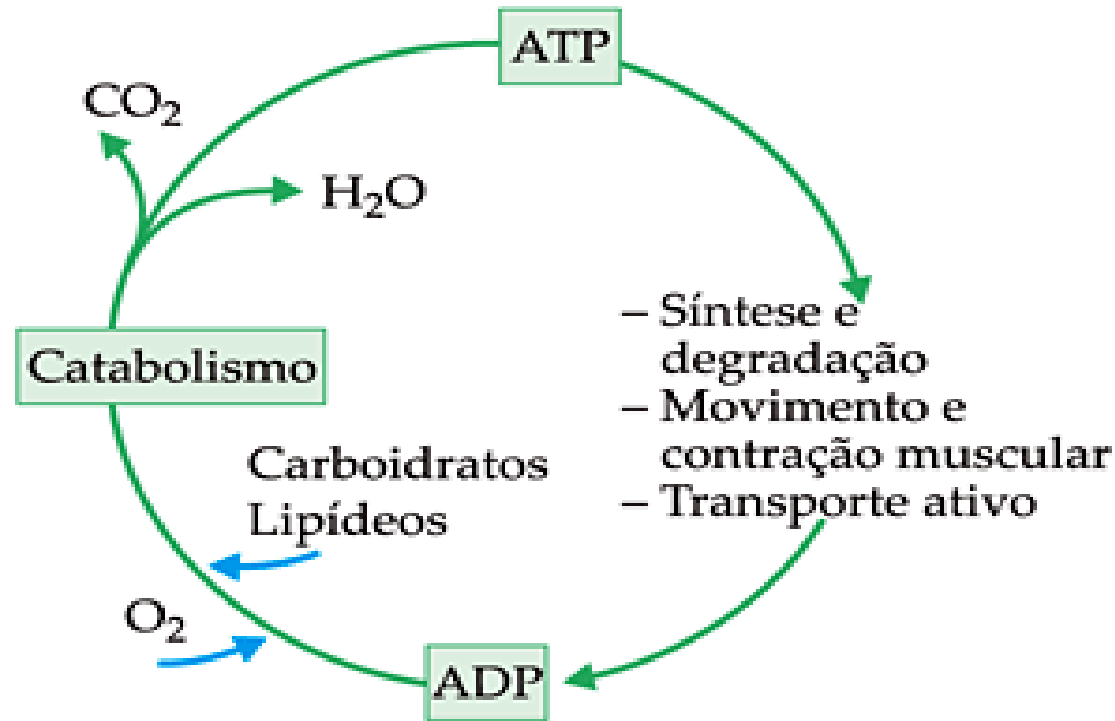 ATP
CO₂
H₂O
– Síntese e
degradação
– Movimento e
contração muscular
– Transporte ativo
Catabolismo
Carboidratos
Lipídeos
O₂
ADP